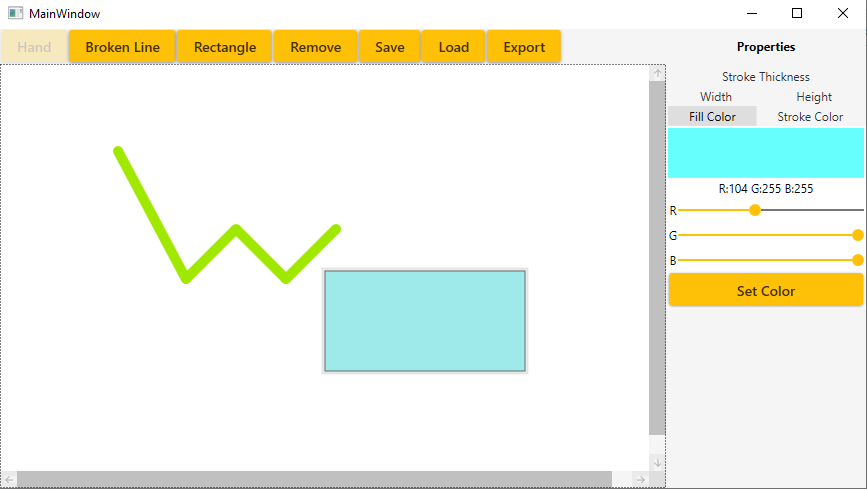 MainWindow
Hand Broken Line Rectangle Remove Save Load Export
Properties
Stroke Thickness
Width Height
Fill Color Stroke Color
R:104 G:255 B:255
R
G
B
Set Color